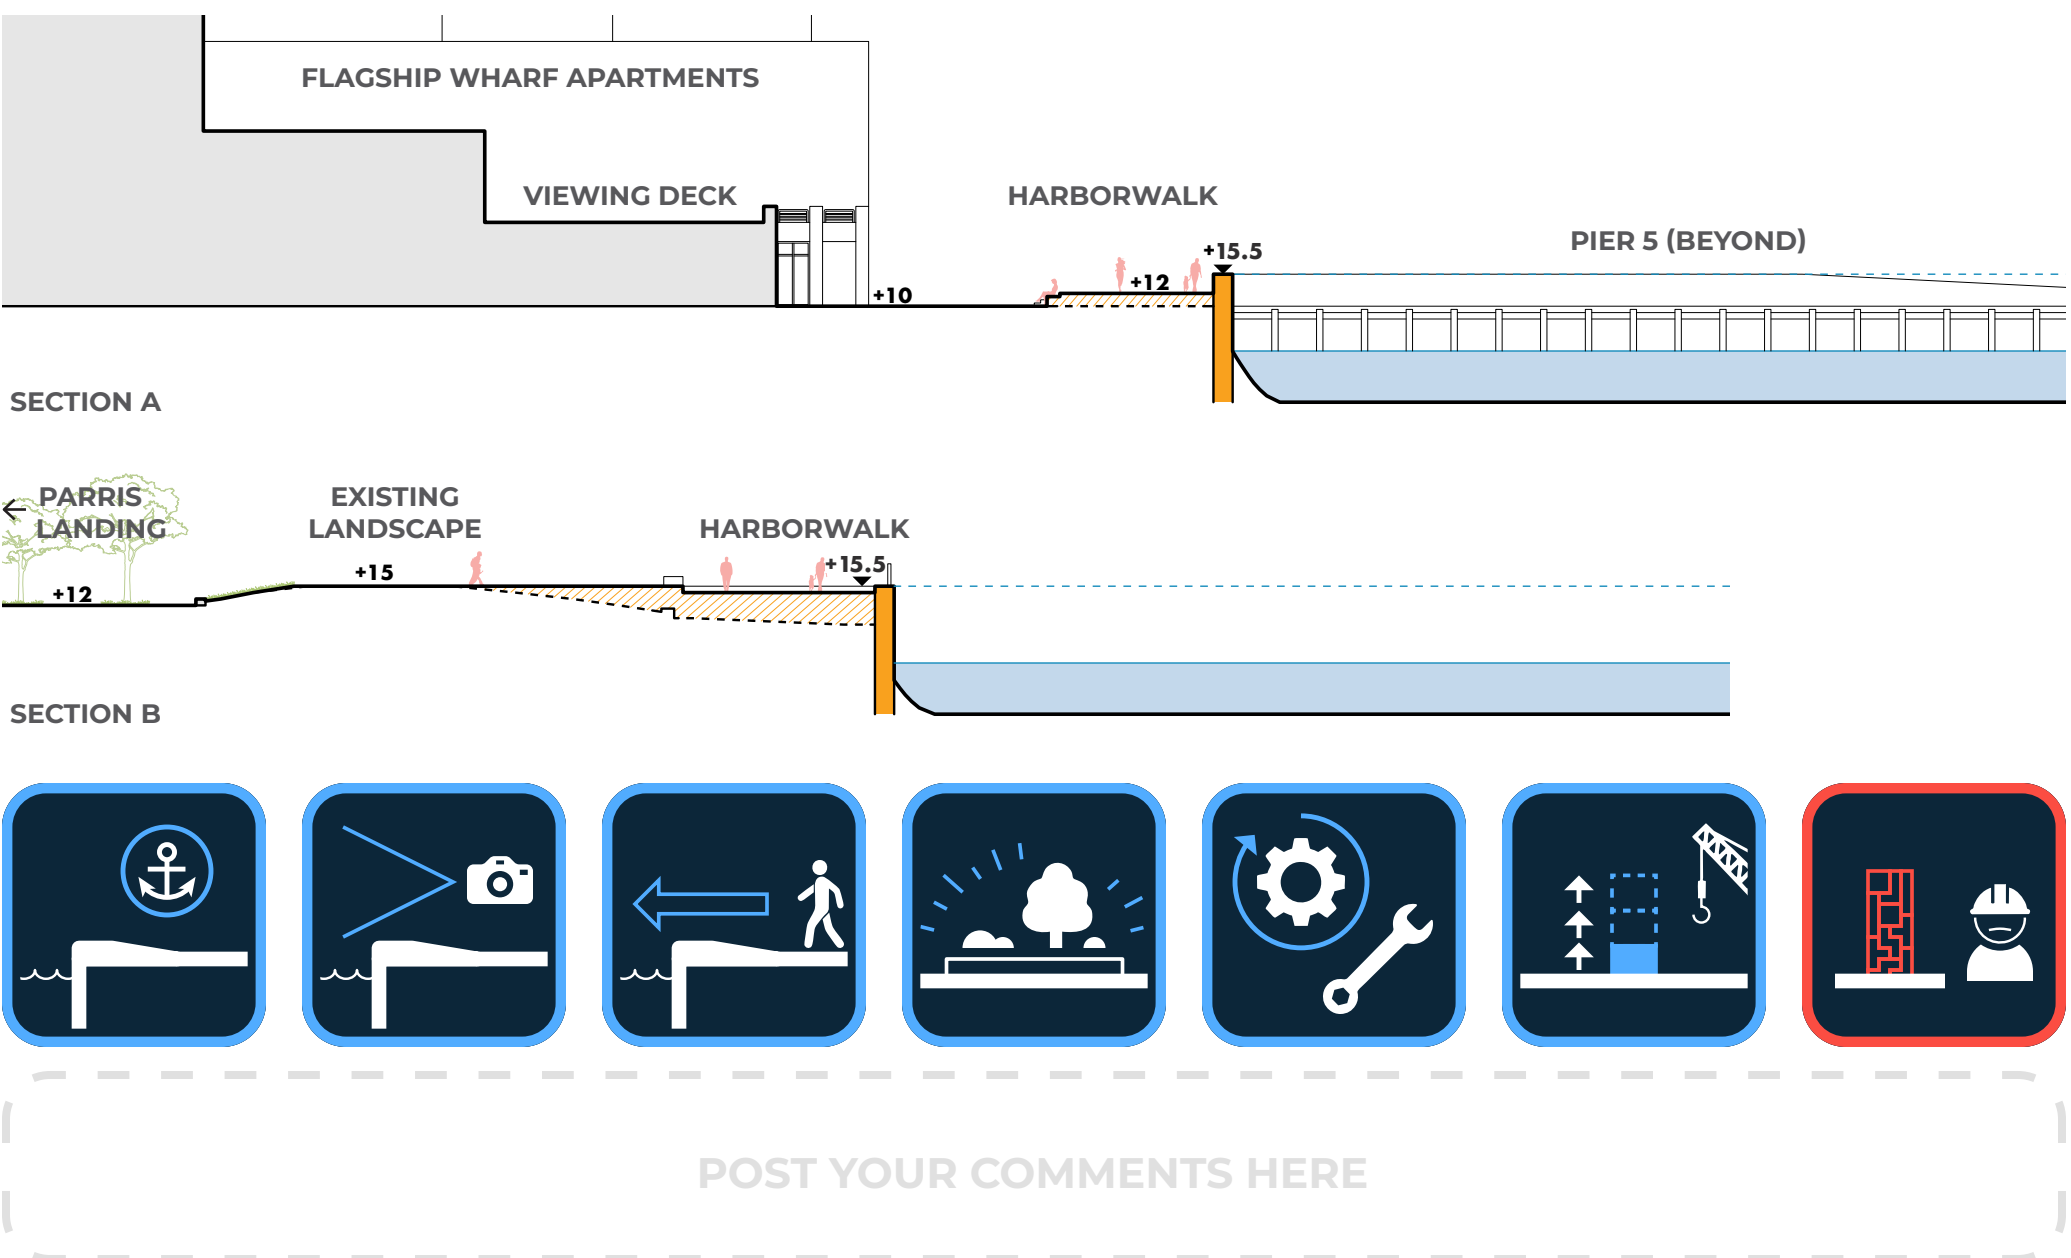 FLAGSHIP WHARF APARTMENTS
VIEWING DECK
HARBORWALK
+15.5
PIER 5 (BEYOND)
+10
+12
SECTION A
PARRIS
LANDING
EXISTING
LANDSCAPE
HARBORWALK
+15.5
+15
+12
SECTION B
POST YOUR COMMENTS HERE